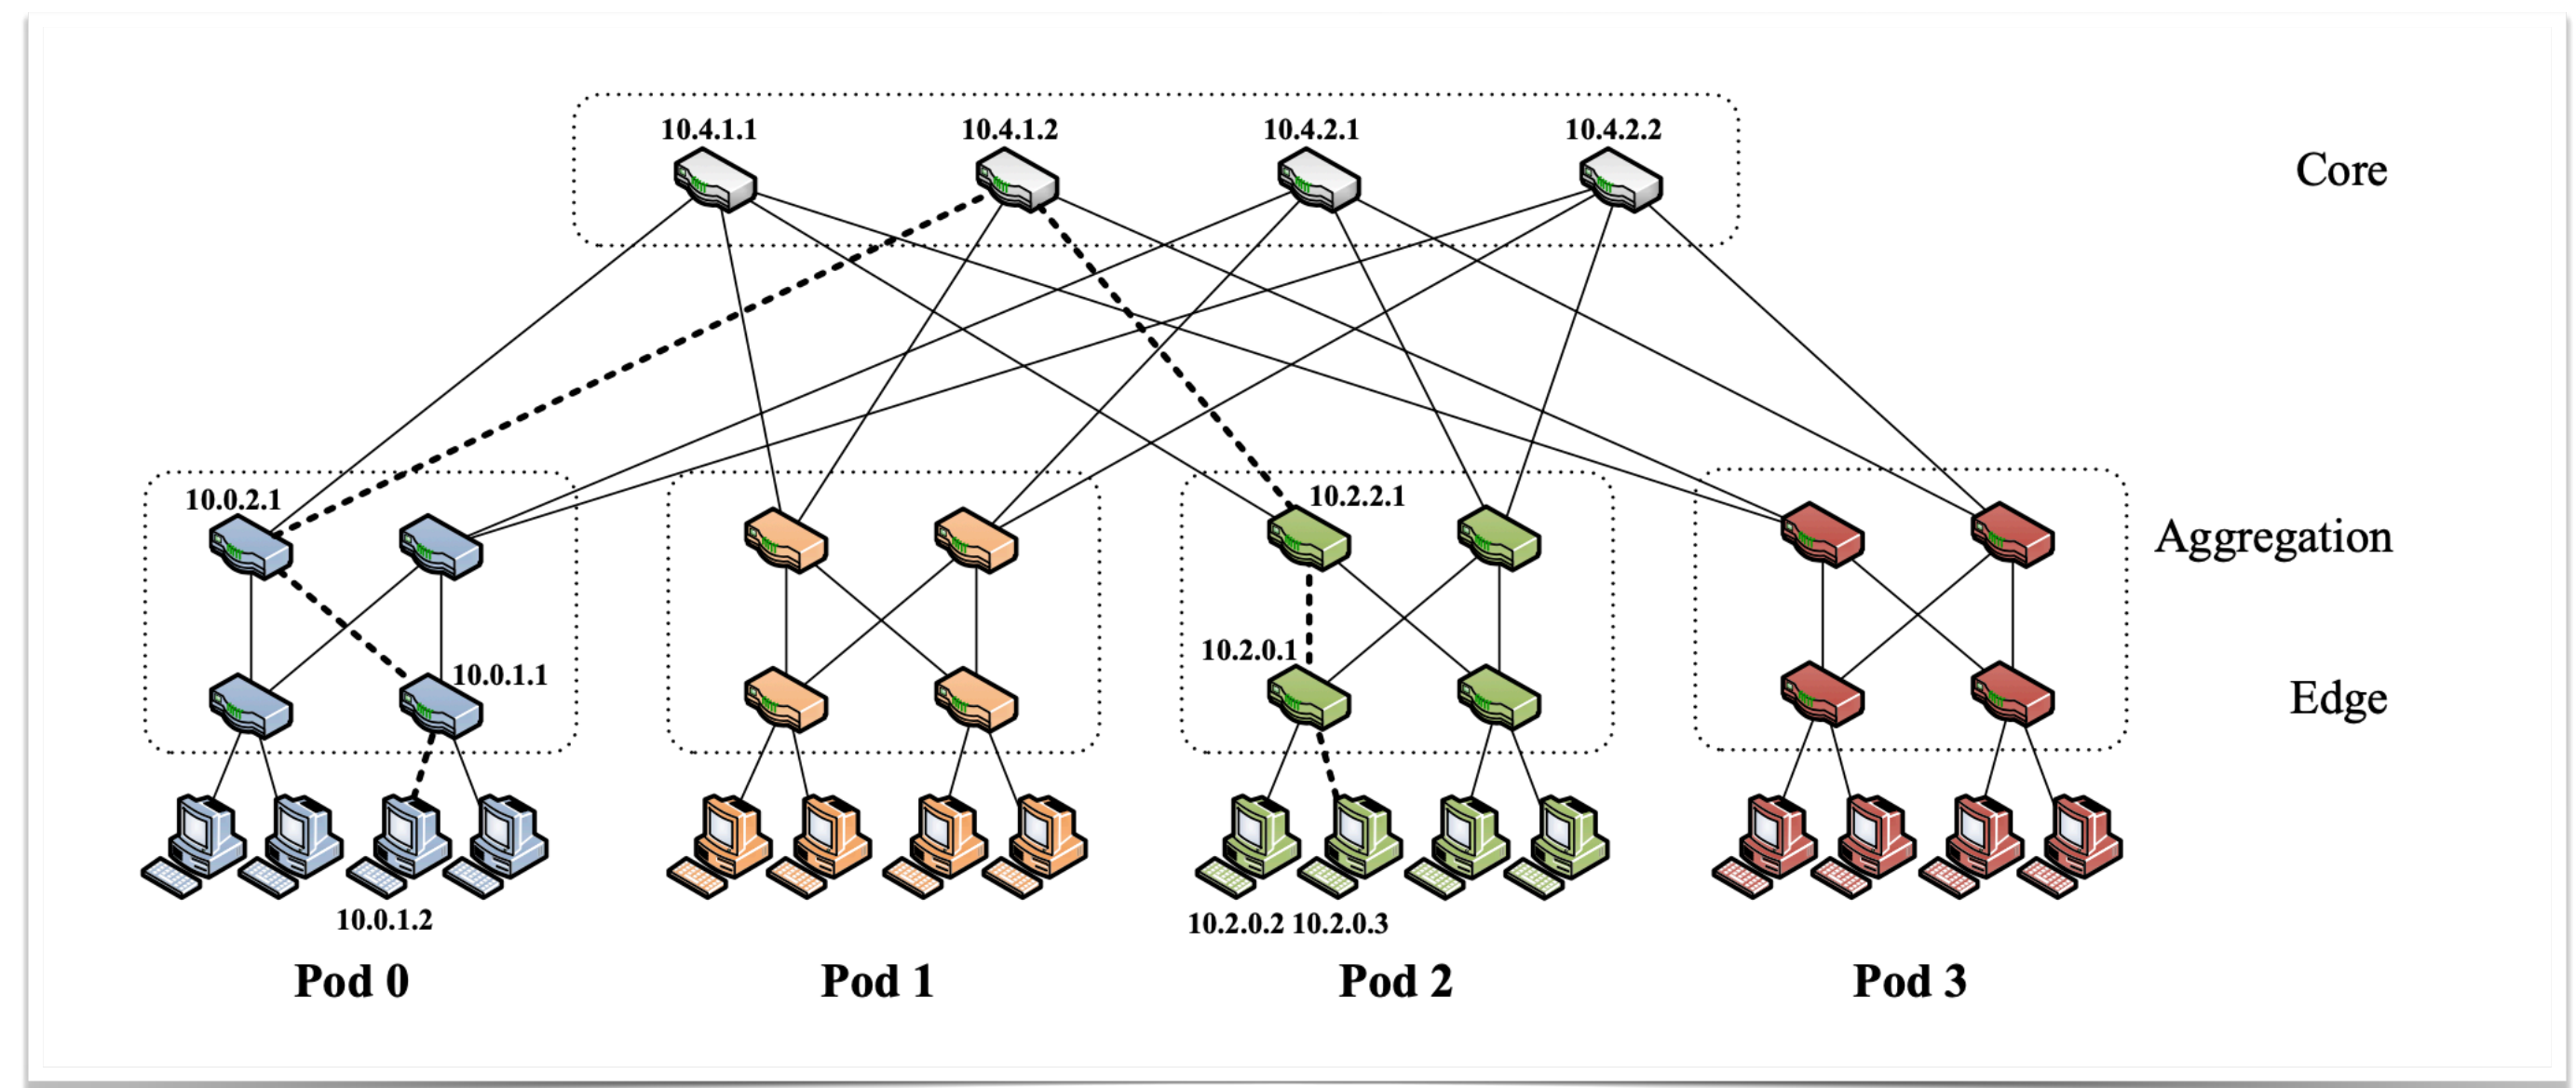 10.4.1.1 10.4.1.2 10.4.2.1 10.4.2.2
Core
10.0.2.1
10.2.2.1
Aggregation
10.0.1.1
10.2.0.1
Edge
10.0.1.2
10.2.0.2 10.2.0.3
Pod 0 Pod 1 Pod 2 Pod 3